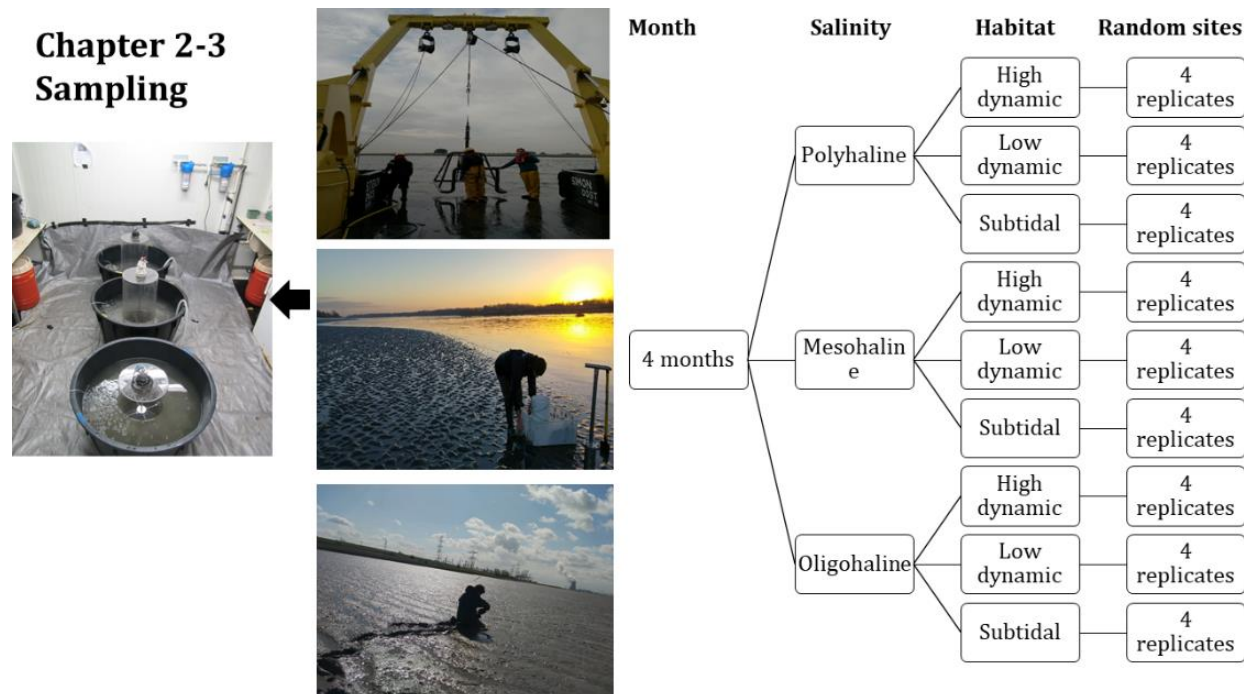 Chapter 2-3
Sampling
SIMON
Month
Salinity
Habitat
Random sites
4 months
Polyhaline
High
dynamic
4
replicates
Low
dynamic
4
replicates
Subtidal
4
replicates
Mesohalin
e
High
dynamic
4
replicates
Low
dynamic
4
replicates
Subtidal
4
replicates
Oligohaline
High
dynamic
4
replicates
Low
dynamic
4
replicates
Subtidal
4
replicates